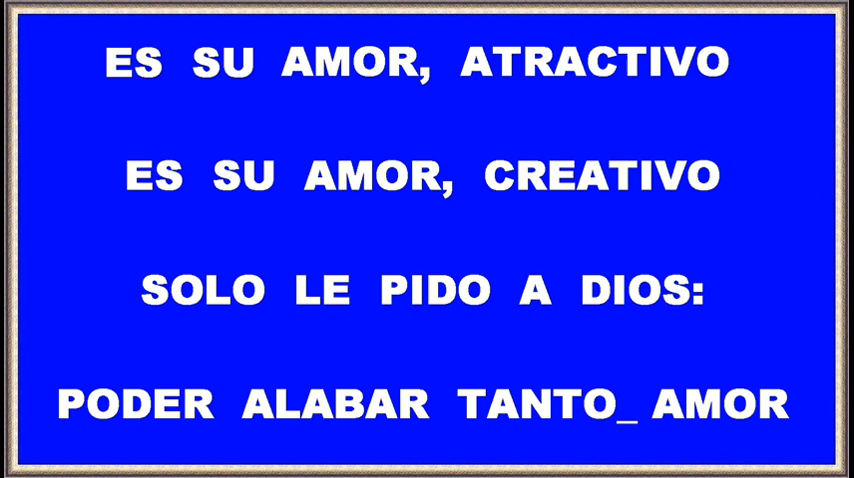 ES SU AMOR, ATRACTIVO
ES SU AMOR, CREATIVO
SOLO LE PIDO A DIOS:
PODER ALABAR TANTO_ AMOR